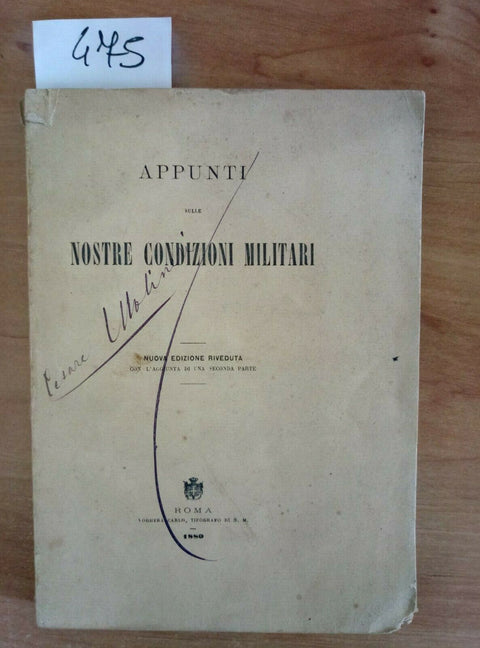 475
APPUNTI
SULLE
NOSTRE CONDIZIONI MILITARI
Cesare Molin
NUOVA EDIZIONE RIVEDUTA
CON L'AGGIUNTA DI UNA SECONDA PARTE
ROMA
VOGHERA CARLO, TIPOGRAFO DI S. M.
1880